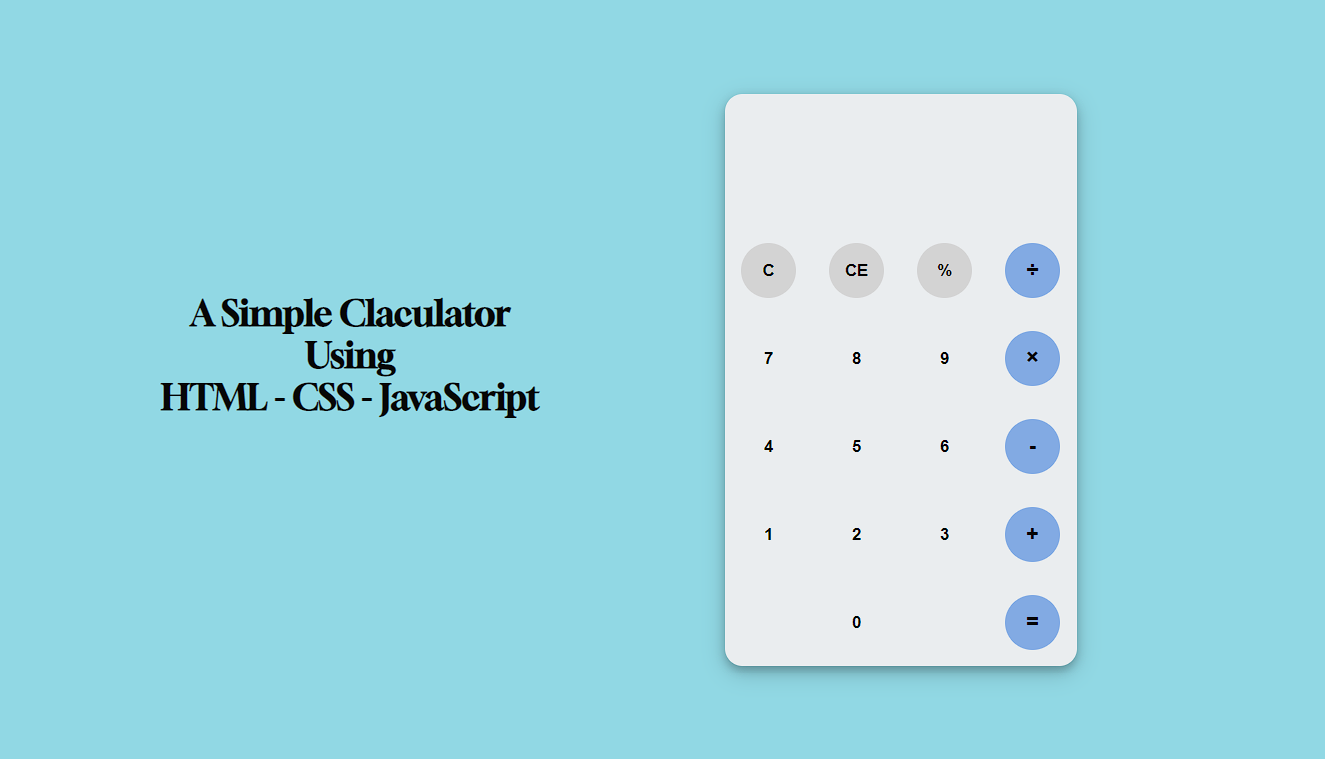 A Simple Claculator
Using
HTML - CSS - JavaScript
C CE % ÷
7 8 9 ×
4 5 6 -
1 2 3 +
0 =